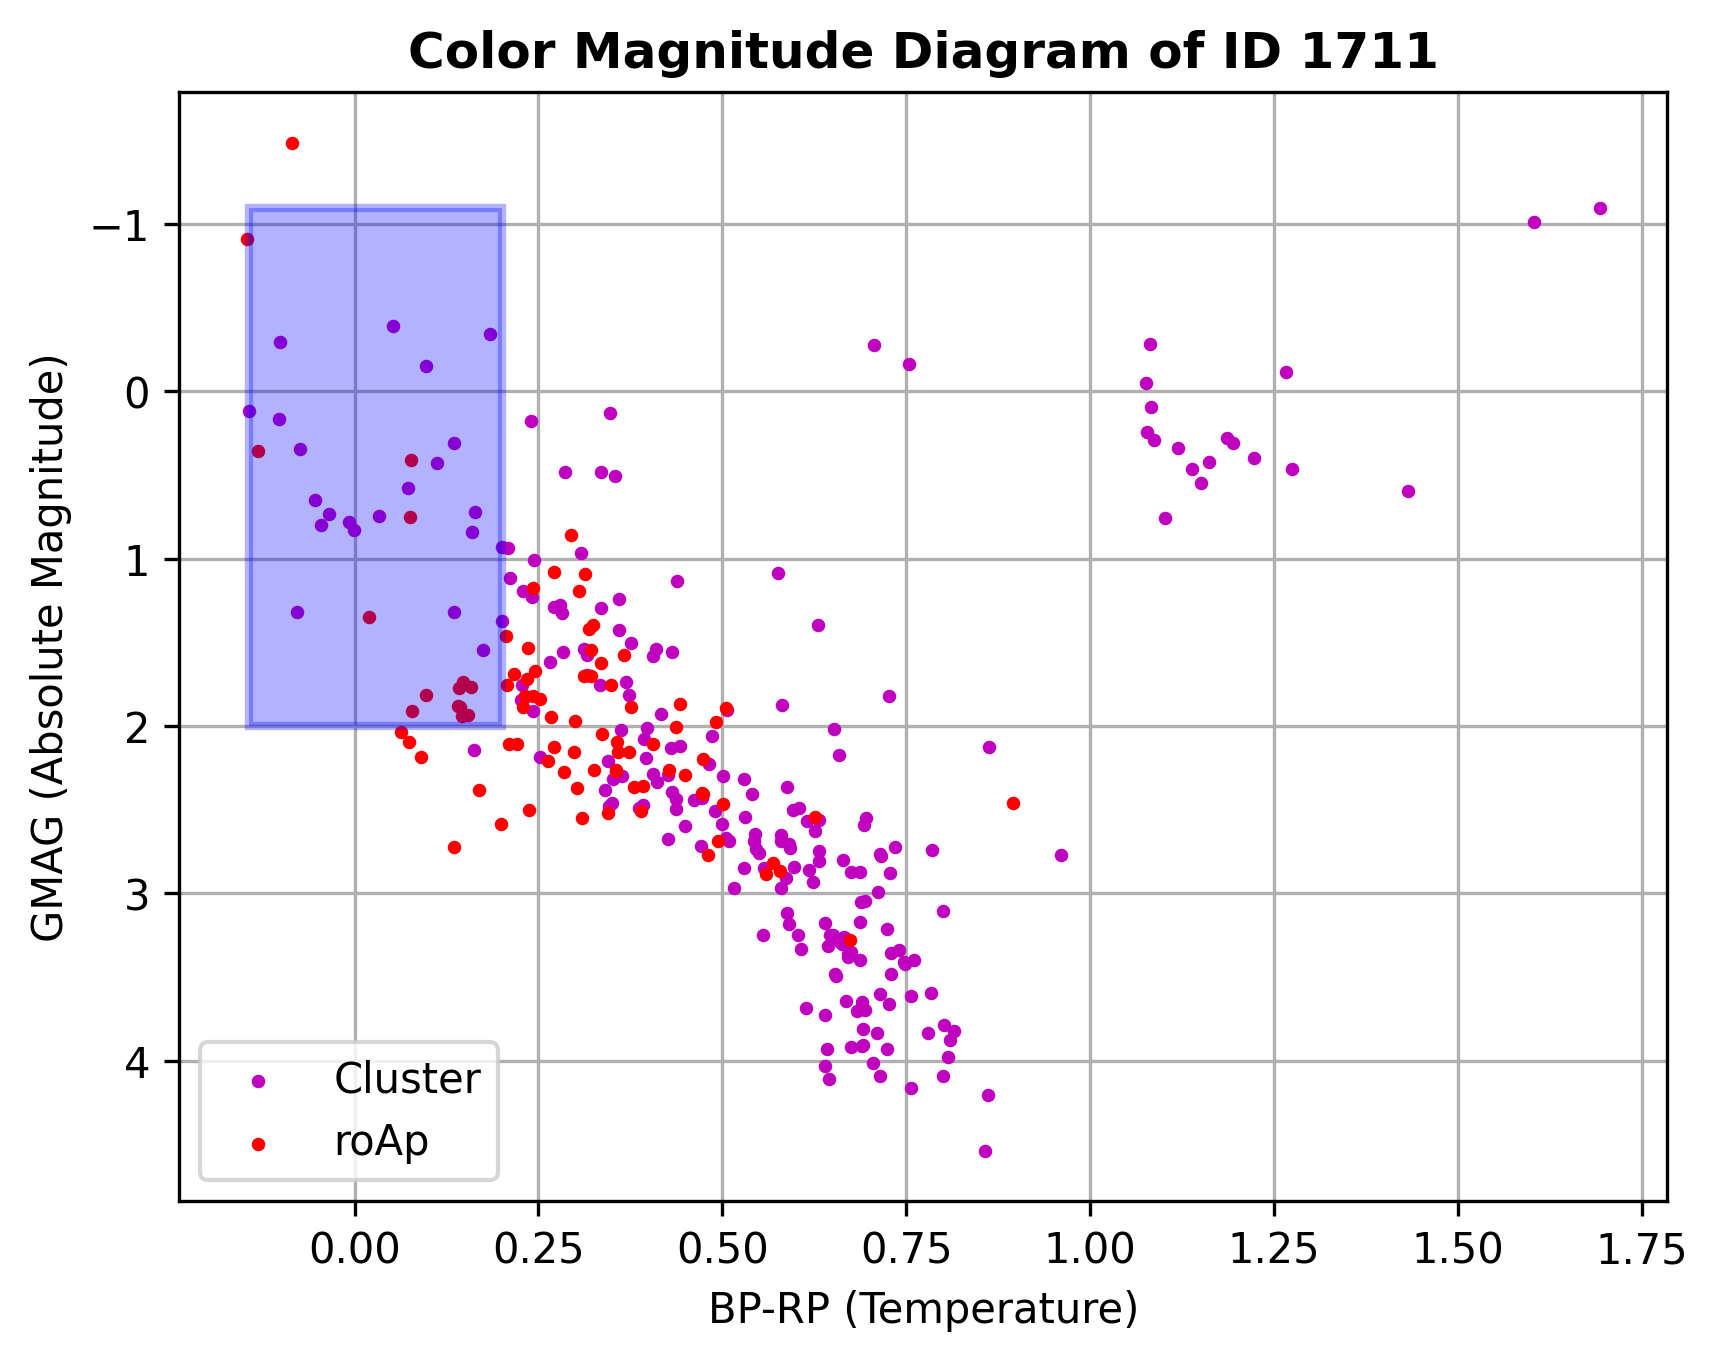 Color Magnitude Diagram of ID 1711
GMAG (Absolute Magnitude)
−1
0
1
2
3
4
Cluster
roAp
0.00 0.25 0.50 0.75 1.00 1.25 1.50 1.75
BP-RP (Temperature)